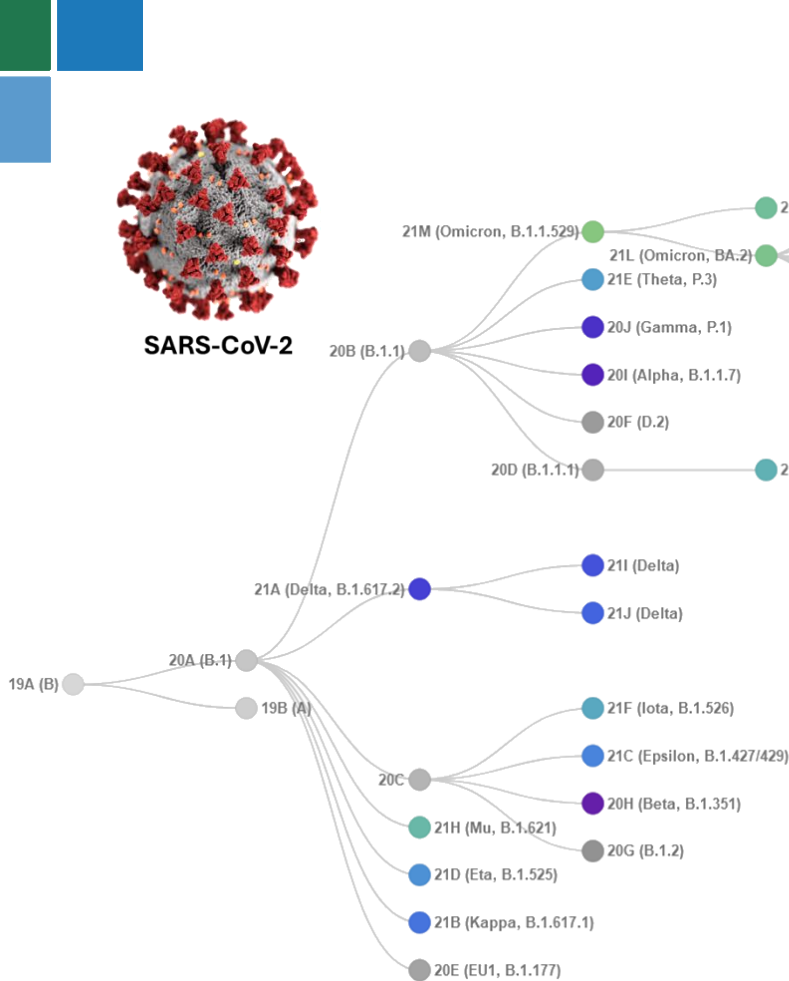 21M (Omicron, B.1.1.529)
2
21L (Omicron, BA.2)
21E (Theta, P.3)
20J (Gamma, P.1)
SARS-CoV-2
20B (B.1.1)
20I (Alpha, B.1.1.7)
20F (D.2)
20D (B.1.1.1)
2
21I (Delta)
21A (Delta, B.1.617.2)
21J (Delta)
20A (B.1)
19A (B)
19B (A)
21F (Iota, B.1.526)
21C (Epsilon, B.1.427/429)
20C
20H (Beta, B.1.351)
21H (Mu, B.1.621)
20G (B.1.2)
21D (Eta, B.1.525)
21B (Kappa, B.1.617.1)
20E (EU1, B.1.177)